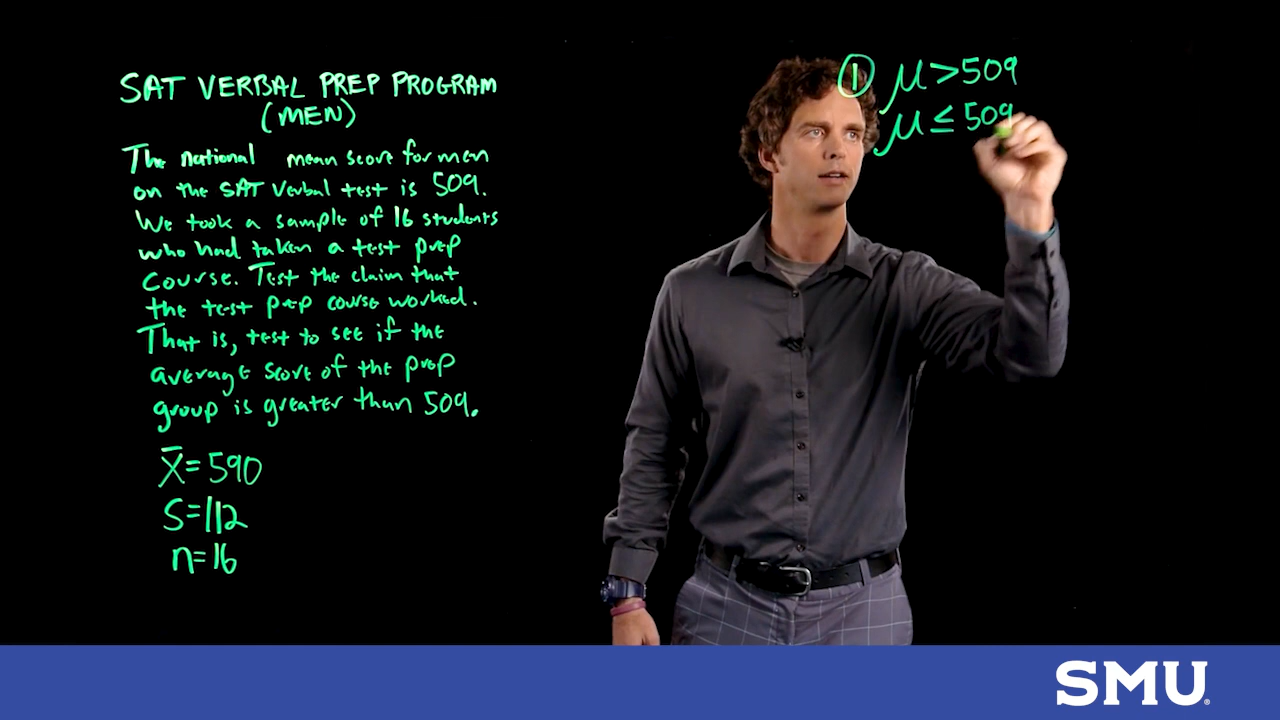 SAT VERBAL PREP PROGRAM
(MEN)
The national mean score for men
on the SAT Verbal test is 509.
We took a sample of 16 students
who had taken a test prep
course. Test the claim that
the test prep course worked.
That is, test to see if the
average score of the prep
group is greater than 509.
X̄=590
S=112
n=16
① μ>509
μ≤509
SMU